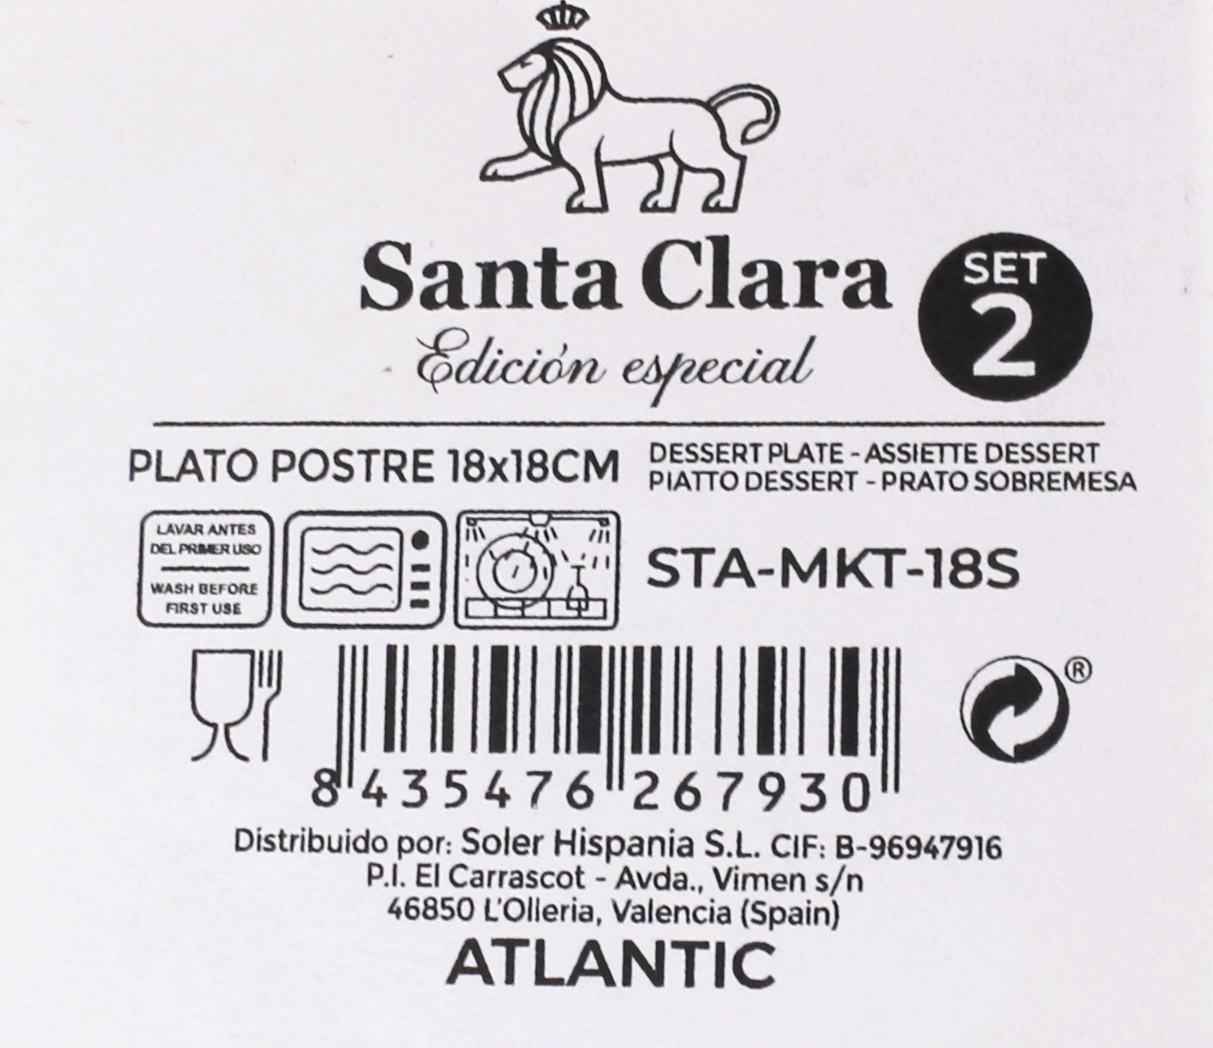 Santa Clara
Edición especial
SET
2
PLATO POSTRE 18x18CM
DESSERT PLATE - ASSIETTE DESSERT
PIATTO DESSERT - PRATO SOBREMESA
LAVAR ANTES
DEL PRIMER USO
WASH BEFORE
FIRST USE
STA-MKT-18S
®
8 435476 267930
Distribuido por: Soler Hispania S.L. CIF: B-96947916
P.I. El Carrascot - Avda., Vimen s/n
46850 L'Olleria, Valencia (Spain)
ATLANTIC